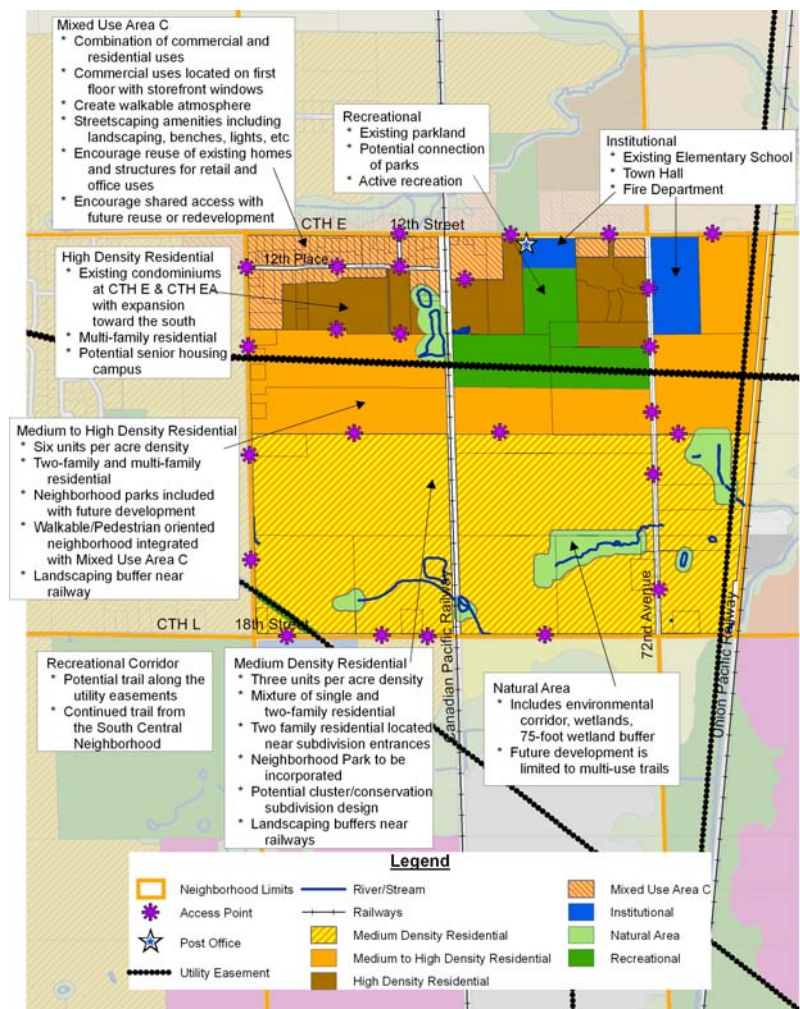 Mixed Use Area C
* Combination of commercial and
residential uses
* Commercial uses located on first
floor with storefront windows
* Create walkable atmosphere
* Streetscaping amenities including
landscaping, benches, lights, etc
* Encourage reuse of existing homes
and structures for retail and
office uses
* Encourage shared access with
future reuse or redevelopment
Recreational
* Existing parkland
* Potential connection
of parks
* Active recreation
Institutional
* Existing Elementary School
* Town Hall
* Fire Department
CTH E
12th Street
12th Place
High Density Residential
* Existing condominiums
at CTH E & CTH EA
with expansion
toward the south
* Multi-family residential
* Potential senior housing
campus
Medium to High Density Residential
* Six units per acre density
* Two-family and multi-family
residential
* Neighborhood parks included
with future development
* Walkable/Pedestrian oriented
neighborhood integrated
with Mixed Use Area C
* Landscaping buffer near
railway
CTH L
18th Street
Canadian Pacific Railway
72nd Avenue
Union Pacific Railway
Recreational Corridor
* Potential trail along the
utility easements
* Continued trail from
the South Central
Neighborhood
Medium Density Residential
* Three units per acre density
* Mixture of single and
two-family residential
* Two family residential located
near subdivision entrances
* Neighborhood Park to be
incorporated
* Potential cluster/conservation
subdivision design
* Landscaping buffers near
railways
Natural Area
* Includes environmental
corridor, wetlands,
75-foot wetland buffer
* Future development is
limited to multi-use trails
Legend
Neighborhood Limits
Access Point
Post Office
Utility Easement
River/Stream
Railways
Medium Density Residential
Medium to High Density Residential
High Density Residential
Mixed Use Area C
Institutional
Natural Area
Recreational